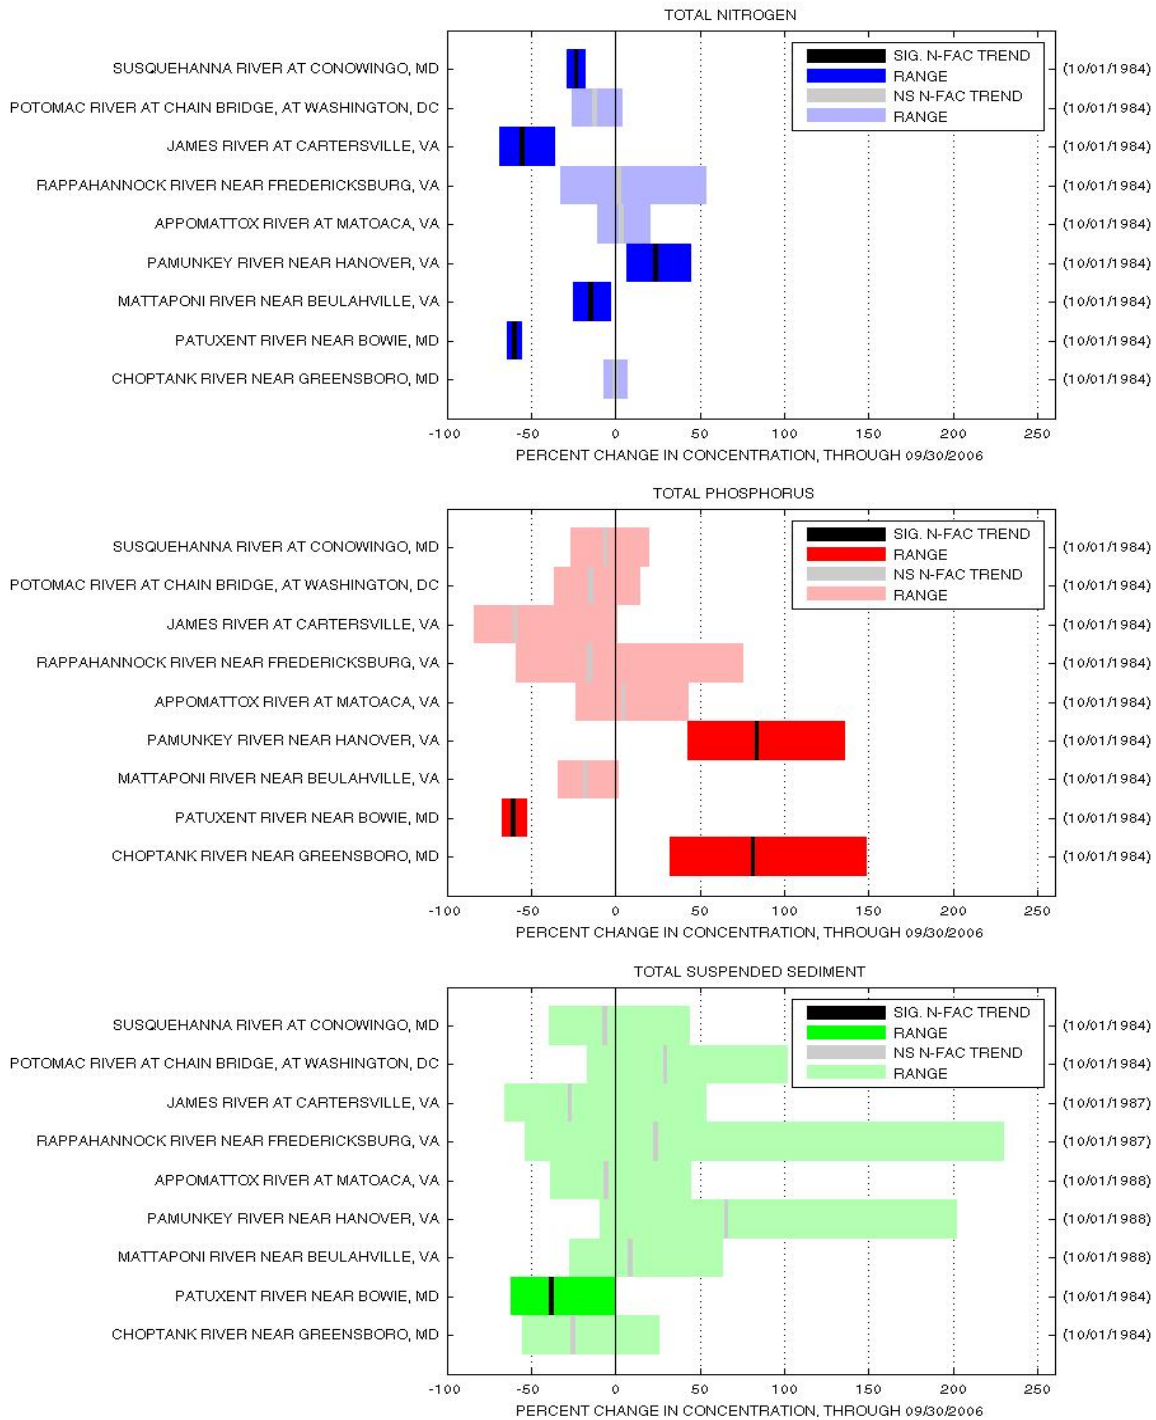 TOTAL NITROGEN
SIG. N-FAC TREND
RANGE
NS N-FAC TREND
RANGE
SUSQUEHANNA RIVER AT CONOWINGO, MD (10/01/1984)
POTOMAC RIVER AT CHAIN BRIDGE, AT WASHINGTON, DC (10/01/1984)
JAMES RIVER AT CARTERSVILLE, VA (10/01/1984)
RAPPAHANNOCK RIVER NEAR FREDERICKSBURG, VA (10/01/1984)
APPOMATTOX RIVER AT MATOACA, VA (10/01/1984)
PAMUNKEY RIVER NEAR HANOVER, VA (10/01/1984)
MATTAPONI RIVER NEAR BEULAHVILLE, VA (10/01/1984)
PATUXENT RIVER NEAR BOWIE, MD (10/01/1984)
CHOPTANK RIVER NEAR GREENSBORO, MD (10/01/1984)
-100 -50 0 50 100 150 200 250
PERCENT CHANGE IN CONCENTRATION, THROUGH 09/30/2006
TOTAL PHOSPHORUS
SIG. N-FAC TREND
RANGE
NS N-FAC TREND
RANGE
SUSQUEHANNA RIVER AT CONOWINGO, MD (10/01/1984)
POTOMAC RIVER AT CHAIN BRIDGE, AT WASHINGTON, DC (10/01/1984)
JAMES RIVER AT CARTERSVILLE, VA (10/01/1984)
RAPPAHANNOCK RIVER NEAR FREDERICKSBURG, VA (10/01/1984)
APPOMATTOX RIVER AT MATOACA, VA (10/01/1984)
PAMUNKEY RIVER NEAR HANOVER, VA (10/01/1984)
MATTAPONI RIVER NEAR BEULAHVILLE, VA (10/01/1984)
PATUXENT RIVER NEAR BOWIE, MD (10/01/1984)
CHOPTANK RIVER NEAR GREENSBORO, MD (10/01/1984)
-100 -50 0 50 100 150 200 250
PERCENT CHANGE IN CONCENTRATION, THROUGH 09/30/2006
TOTAL SUSPENDED SEDIMENT
SIG. N-FAC TREND
RANGE
NS N-FAC TREND
RANGE
SUSQUEHANNA RIVER AT CONOWINGO, MD (10/01/1984)
POTOMAC RIVER AT CHAIN BRIDGE, AT WASHINGTON, DC (10/01/1984)
JAMES RIVER AT CARTERSVILLE, VA (10/01/1987)
RAPPAHANNOCK RIVER NEAR FREDERICKSBURG, VA (10/01/1987)
APPOMATTOX RIVER AT MATOACA, VA (10/01/1988)
PAMUNKEY RIVER NEAR HANOVER, VA (10/01/1988)
MATTAPONI RIVER NEAR BEULAHVILLE, VA (10/01/1988)
PATUXENT RIVER NEAR BOWIE, MD (10/01/1984)
CHOPTANK RIVER NEAR GREENSBORO, MD (10/01/1984)
-100 -50 0 50 100 150 200 250
PERCENT CHANGE IN CONCENTRATION, THROUGH 09/30/2006